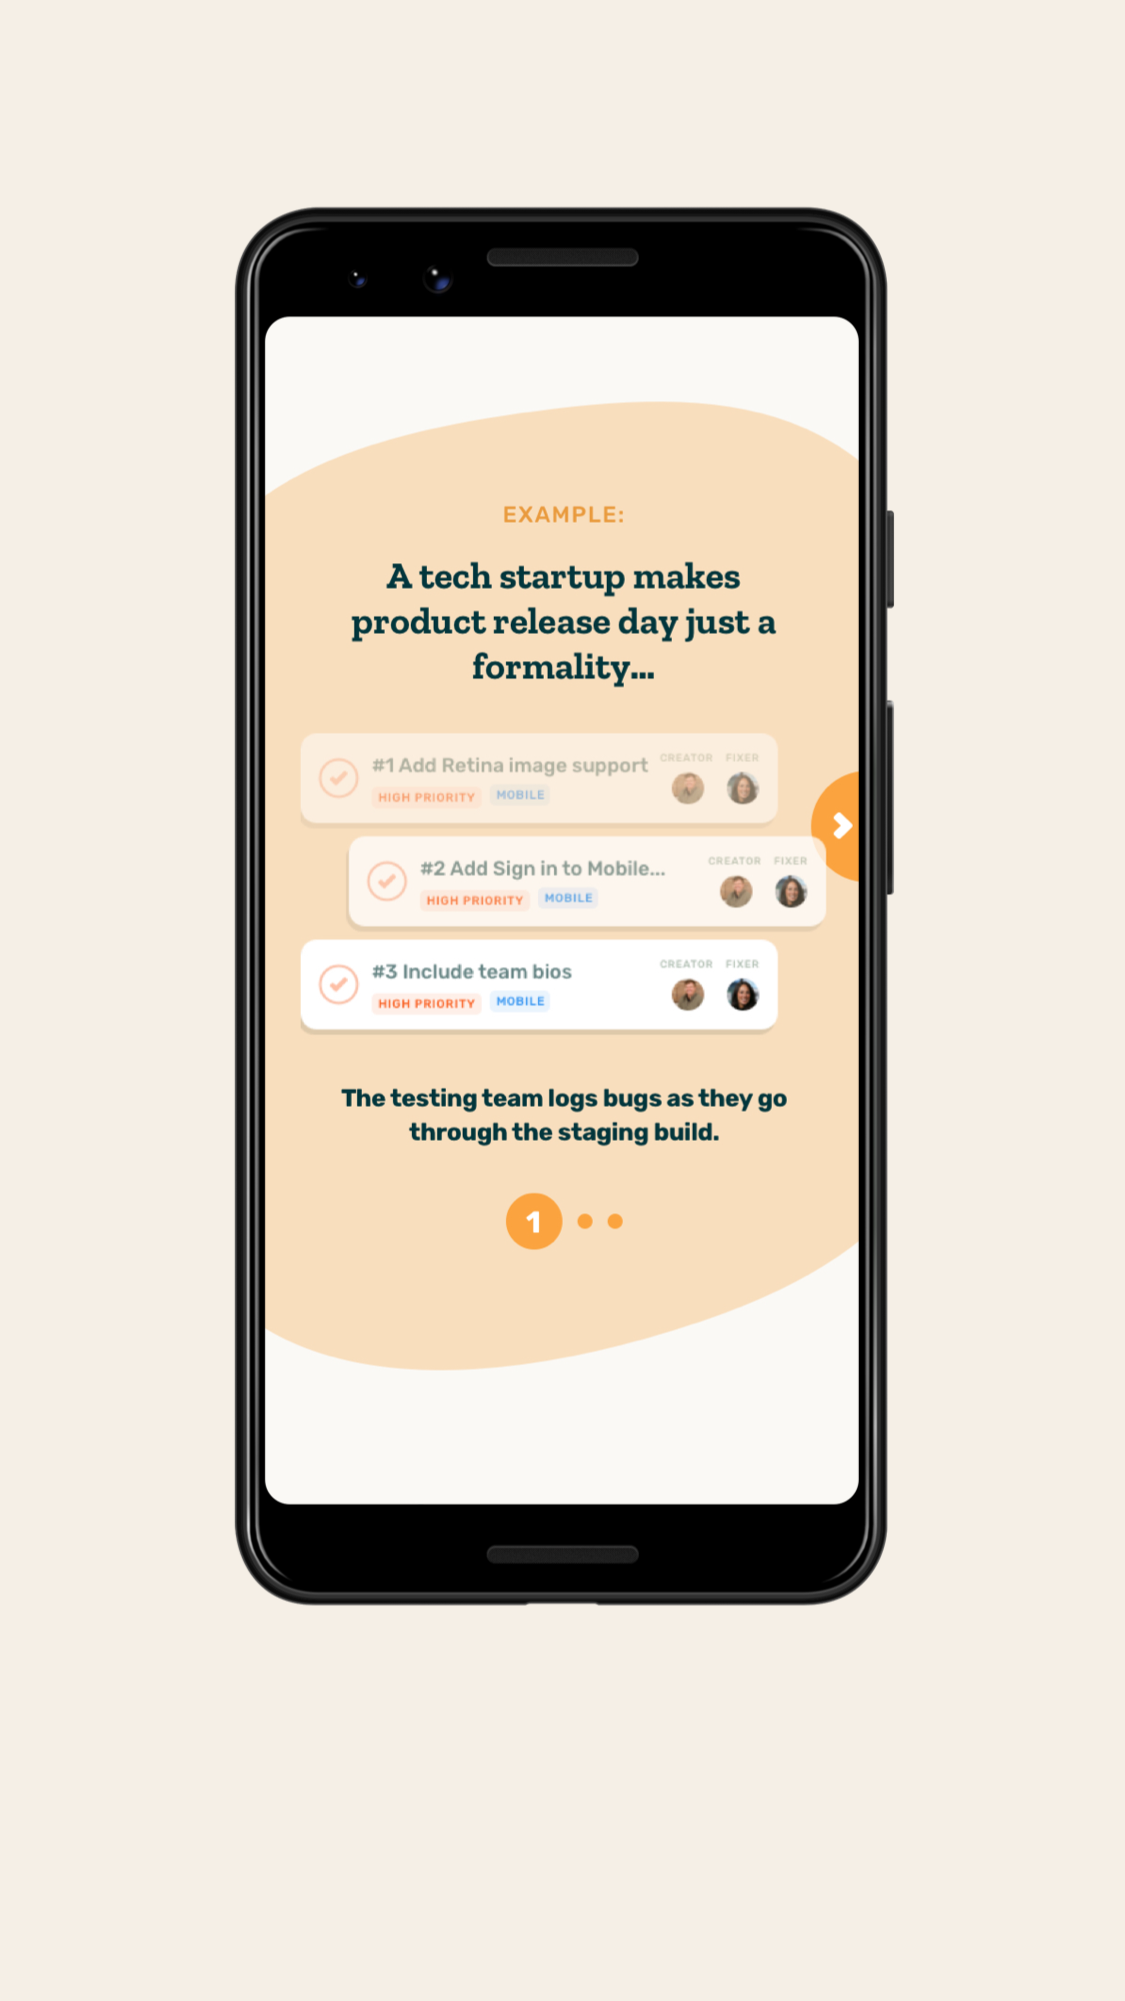 EXAMPLE:
A tech startup makes
product release day just a
formality...
#1 Add Retina image support
CREATOR FIXER
HIGH PRIORITY MOBILE
#2 Add Sign in to Mobile...
CREATOR FIXER
HIGH PRIORITY MOBILE
#3 Include team bios
CREATOR FIXER
HIGH PRIORITY MOBILE
The testing team logs bugs as they go
through the staging build.
1